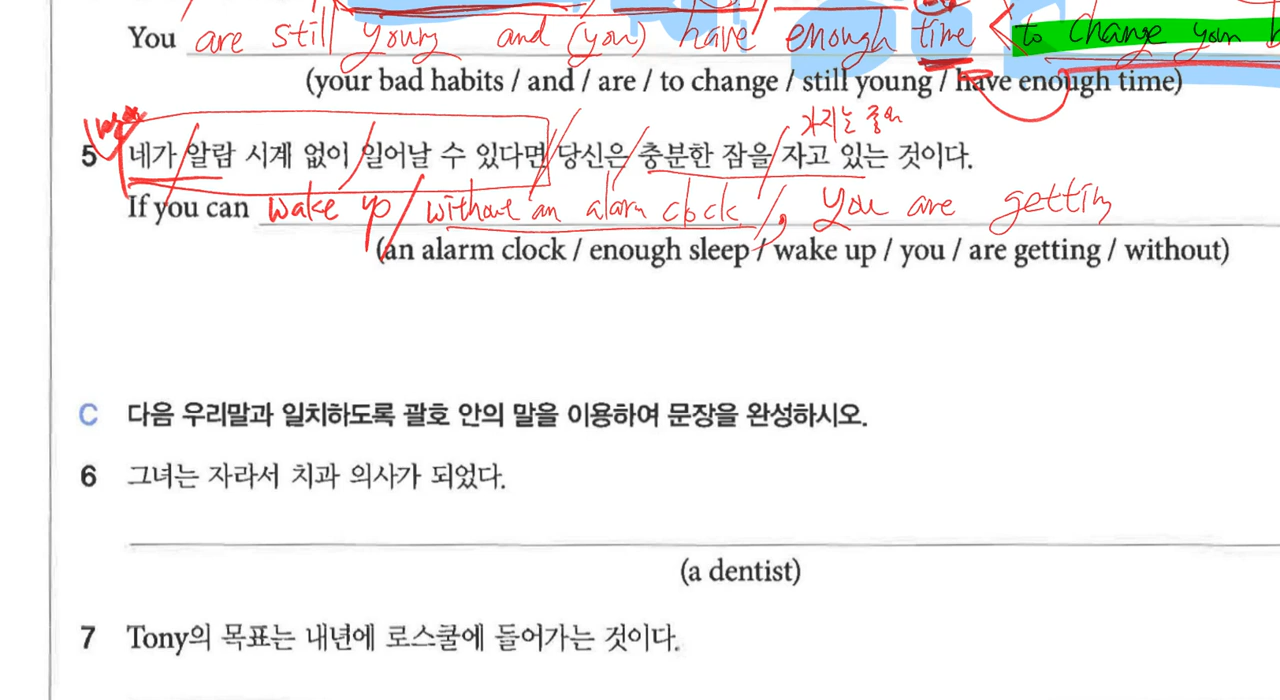 You are still young and (you) have enough time to change your
(your bad habits / and / are / to change / still young / have enough time)
가지는 중이
5 네가 알람 시계 없이 일어날 수 있다면 당신은 충분한 잠을 자고 있는 것이다.
If you can wake up without an alarm clock, you are getting
(an alarm clock / enough sleep / wake up / you / are getting / without)
C 다음 우리말과 일치하도록 괄호 안의 말을 이용하여 문장을 완성하시오.
6 그녀는 자라서 치과 의사가 되었다.
(a dentist)
7 Tony의 목표는 내년에 로스쿨에 들어가는 것이다.